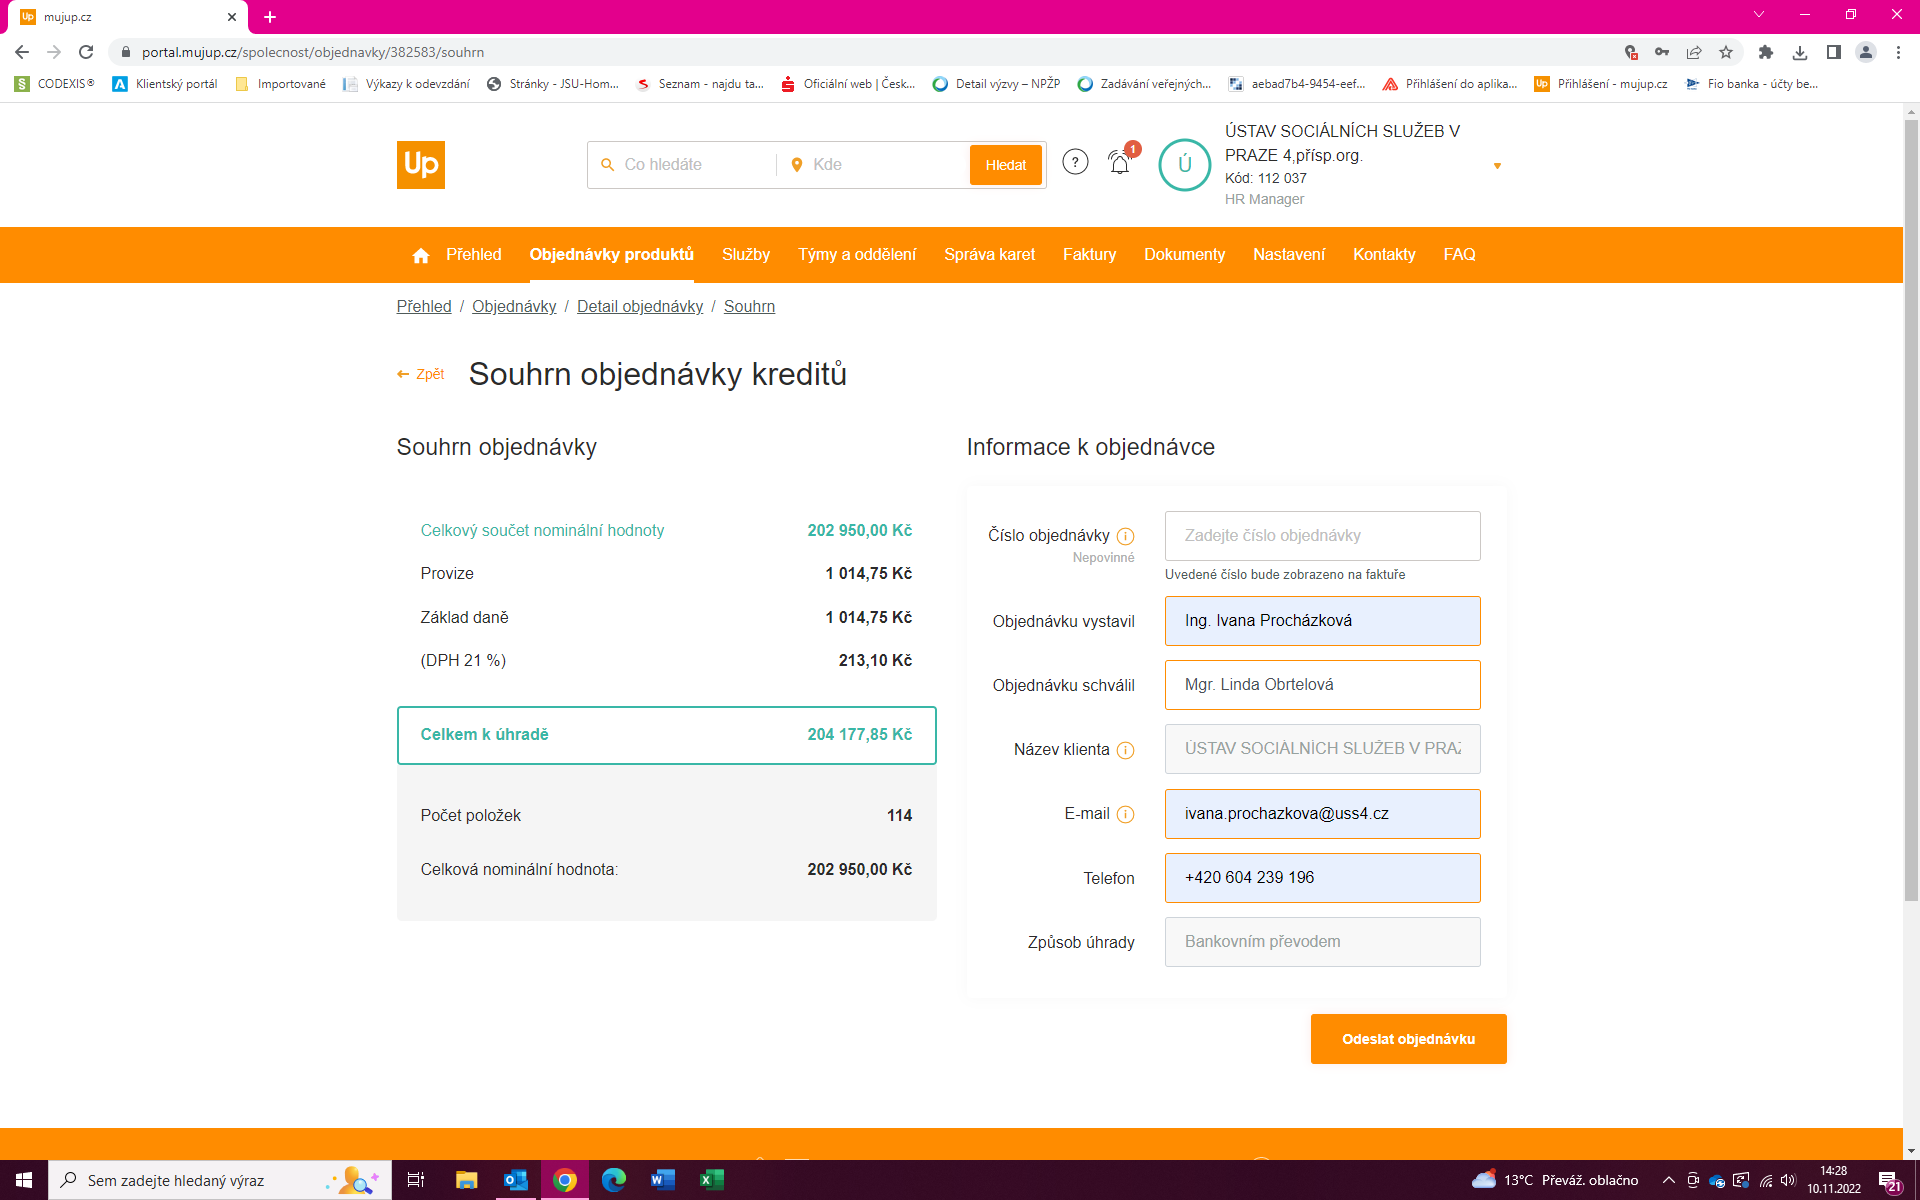 mujup.cz
portal.mujup.cz/spolecnost/objednavky/382583/souhrn
CODEXIS® Klientský portál Importované Výkazy k odevzdání Stránky - JSU-Hom... Seznam - najdu ta... Oficiální web | Česk... Detail výzvy – NPŽP Zadávání veřejných... aebad7b4-9454-eef... Přihlášení do aplika... Přihlášení - mujup.cz Fio banka - účty be...
Up
Co hledáte Kde Hledat
? 1 Ú
ÚSTAV SOCIÁLNÍCH SLUŽEB V
PRAZE 4,přísp.org.
Kód: 112 037
HR Manager
Přehled Objednávky produktů Služby Týmy a oddělení Správa karet Faktury Dokumenty Nastavení Kontakty FAQ
Přehled / Objednávky / Detail objednávky / Souhrn
Zpět Souhrn objednávky kreditů
Souhrn objednávky
Celkový součet nominální hodnoty 202 950,00 Kč
Provize 1 014,75 Kč
Základ daně 1 014,75 Kč
(DPH 21 %) 213,10 Kč
Celkem k úhradě 204 177,85 Kč
Počet položek 114
Celková nominální hodnota: 202 950,00 Kč
Informace k objednávce
Číslo objednávky Zadejte číslo objednávky
Nepovinné
Uvedené číslo bude zobrazeno na faktuře
Objednávku vystavil Ing. Ivana Procházková
Objednávku schválil Mgr. Linda Obrtelová
Název klienta ÚSTAV SOCIÁLNÍCH SLUŽEB V PRAZ
E-mail ivana.prochazkova@uss4.cz
Telefon +420 604 239 196
Způsob úhrady Bankovním převodem
Odeslat objednávku
Sem zadejte hledaný výraz
13°C Převáž. oblačno
14:28
10.11.2022
21